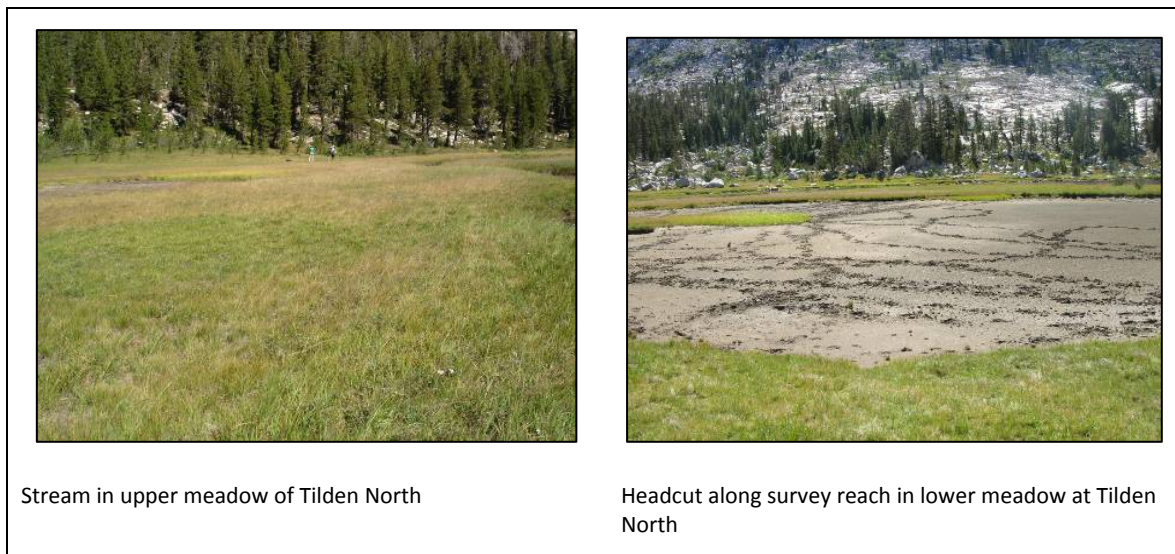 Stream in upper meadow of Tilden North
Headcut along survey reach in lower meadow at Tilden
North